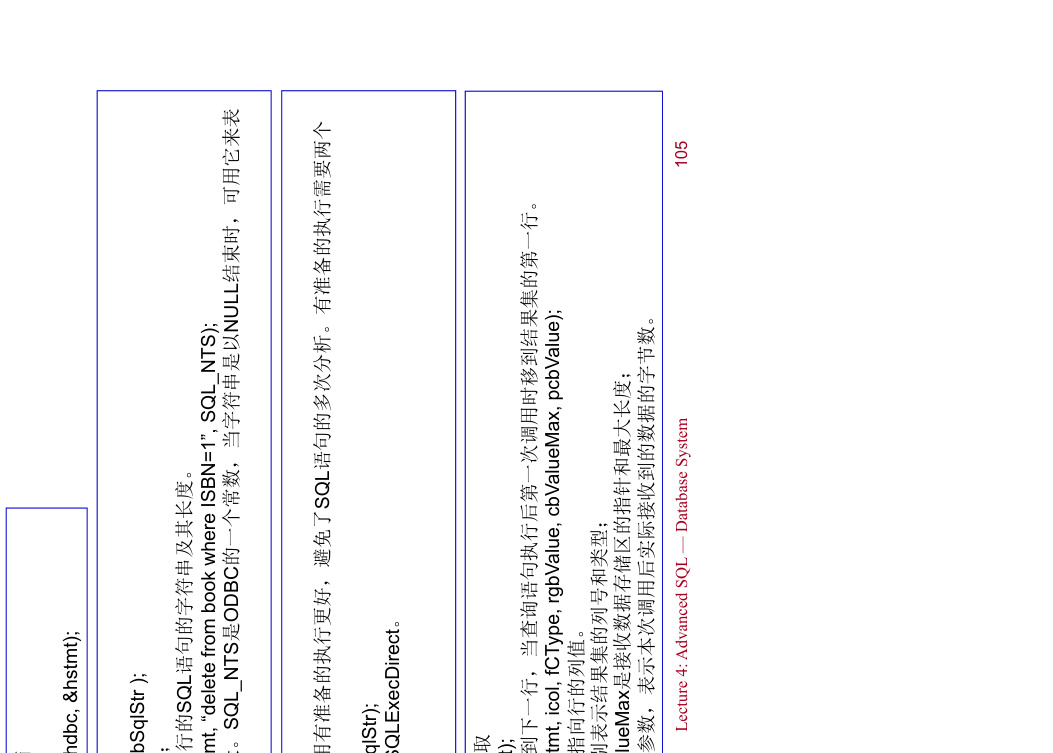 hdbc, &hstmt);
bSqlStr );
;
行的SQL语句的字符串及其长度。
mt, “delete from book where ISBN=1”, SQL_NTS);
。SQL_NTS是ODBC的一个常数，当字符串是以NULL结束时，可用它来表
用有准备的执行更好，避免了SQL语句的多次分析。有准备的执行需要两个
qlStr);
SQLExecDirect。
取
t);
到下一行，当查询语句执行后第一次调用时移到结果集的第一行。
tmt, icol, fCType, rgbValue, cbValueMax, pcbValue);
指向行的列值。
别表示结果集的列号和类型；
lueMax是接收数据存储区的指针和最大长度；
参数，表示本次调用后实际接收到的数据的字节数。
Lecture 4: Advanced SQL — Database System 105